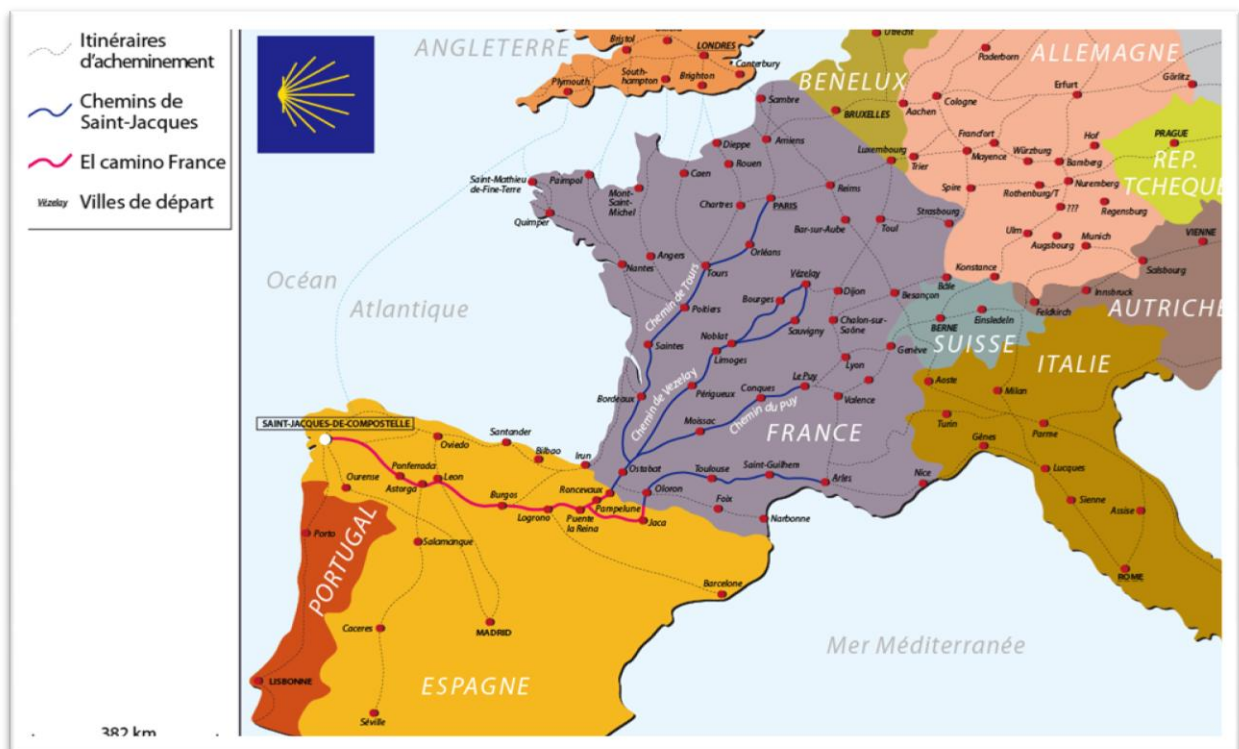 Itinéraires
d'acheminement
Chemins de
Saint-Jacques
El camino France
Vézelay Villes de départ
382 km
ANGLETERRE
Bristol
LONDRES
Canterbury
South-
hampton
Brighton
Plymouth
Utrecht
BENELUX
BRUXELLES
Luxembourg
ALLEMAGNE
Paderborn
Görlitz
Erfurt
Cologne
Aachen
Francfort
Hof
Trier
Mayence
Würzburg
Bamberg
Spire
Rothenburg/T
Nuremberg
???
Regensburg
Ulm
Augsbourg
Munich
Konstance
PRAGUE
RÉP.
TCHEQUE
VIENNE
Salsbourg
Innsbruck
Feldkirch
AUTRICHE
Bâle
Einsledeln
BERNE
SUISSE
Genève
Sambre
Dieppe
Amiens
Rouen
Caen
Saint-Mathieu
de-Fine-Terre
Paimpol
Mont-
Saint-
Michel
Quimper
Chartres
PARIS
Reims
Strasbourg
Bar-sur-Aube
Toul
Orléans
Angers
Nantes
Tours
Chemin de Tours
Vézelay
Dijon
Besançon
Bourges
Poitiers
Sauvigny
Chalon-sur-
Saône
Noblat
Saintes
Limoges
Lyon
Chemin de Vézelay
Périgueux
Conques
Le Puy
Valence
Bordeaux
Moissac
Chemin du Puy
FRANCE
Ostabat
Toulouse
Saint-Guilhem
Oloron
Arles
Nice
Foix
Narbonne
Océan
Atlantique
ITALIE
Aoste
Milan
Turin
Parme
Gênes
Lucques
Sienne
Assise
ROME
SAINT-JACQUES-DE-COMPOSTELLE
Oviedo
Santander
Bilbao
Irun
Ponferrada
Ourense
Leon
Astorga
Burgos
Roncevaux
Logrono
Puente
la Reina
Pampelune
Jaca
PORTUGAL
Porto
Salamanque
Barcelone
MADRID
Caceres
LISBONNE
ESPAGNE
Séville
Mer Méditerranée